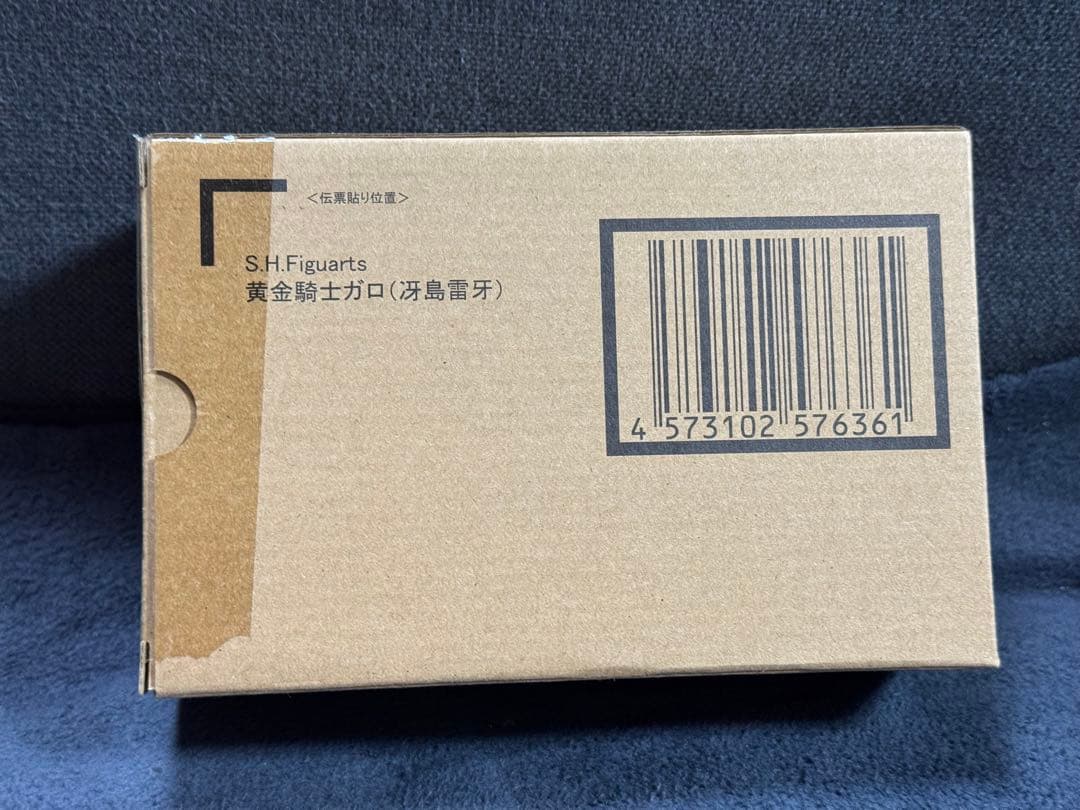 <伝票貼り位置>
S.H.Figuarts
黄金騎士ガロ(冴島雷牙)
4 573102 576361